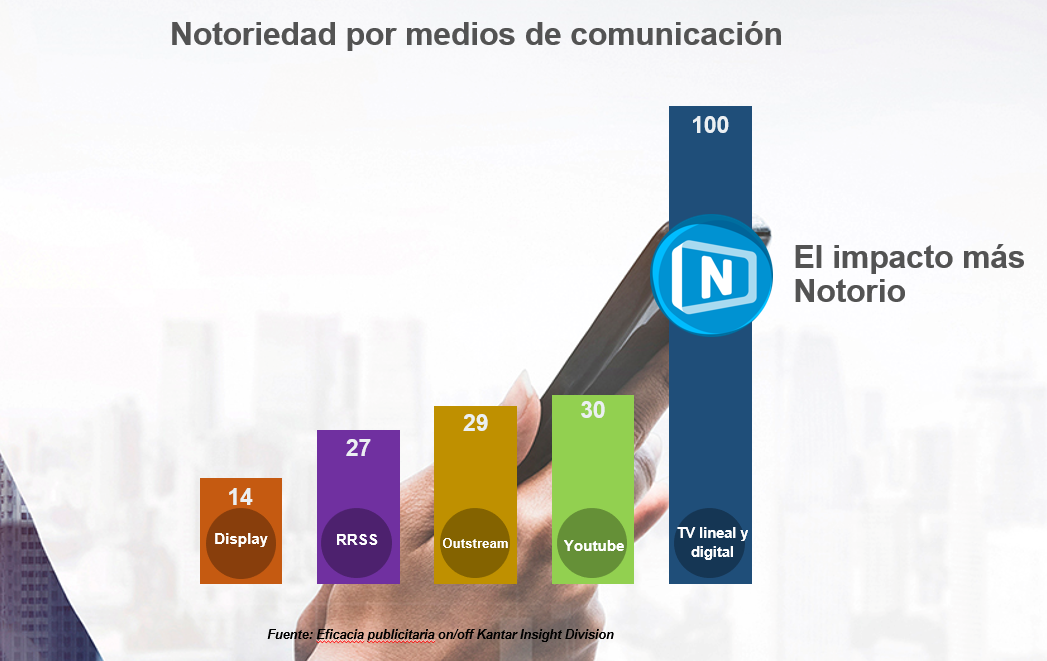 Notoriedad por medios de comunicación
100
N
El impacto más
Notorio
30
29
27
14
Display
RRSS
Outstream
Youtube
TV lineal y
digital
Fuente: Eficacia publicitaria on/off Kantar Insight Division